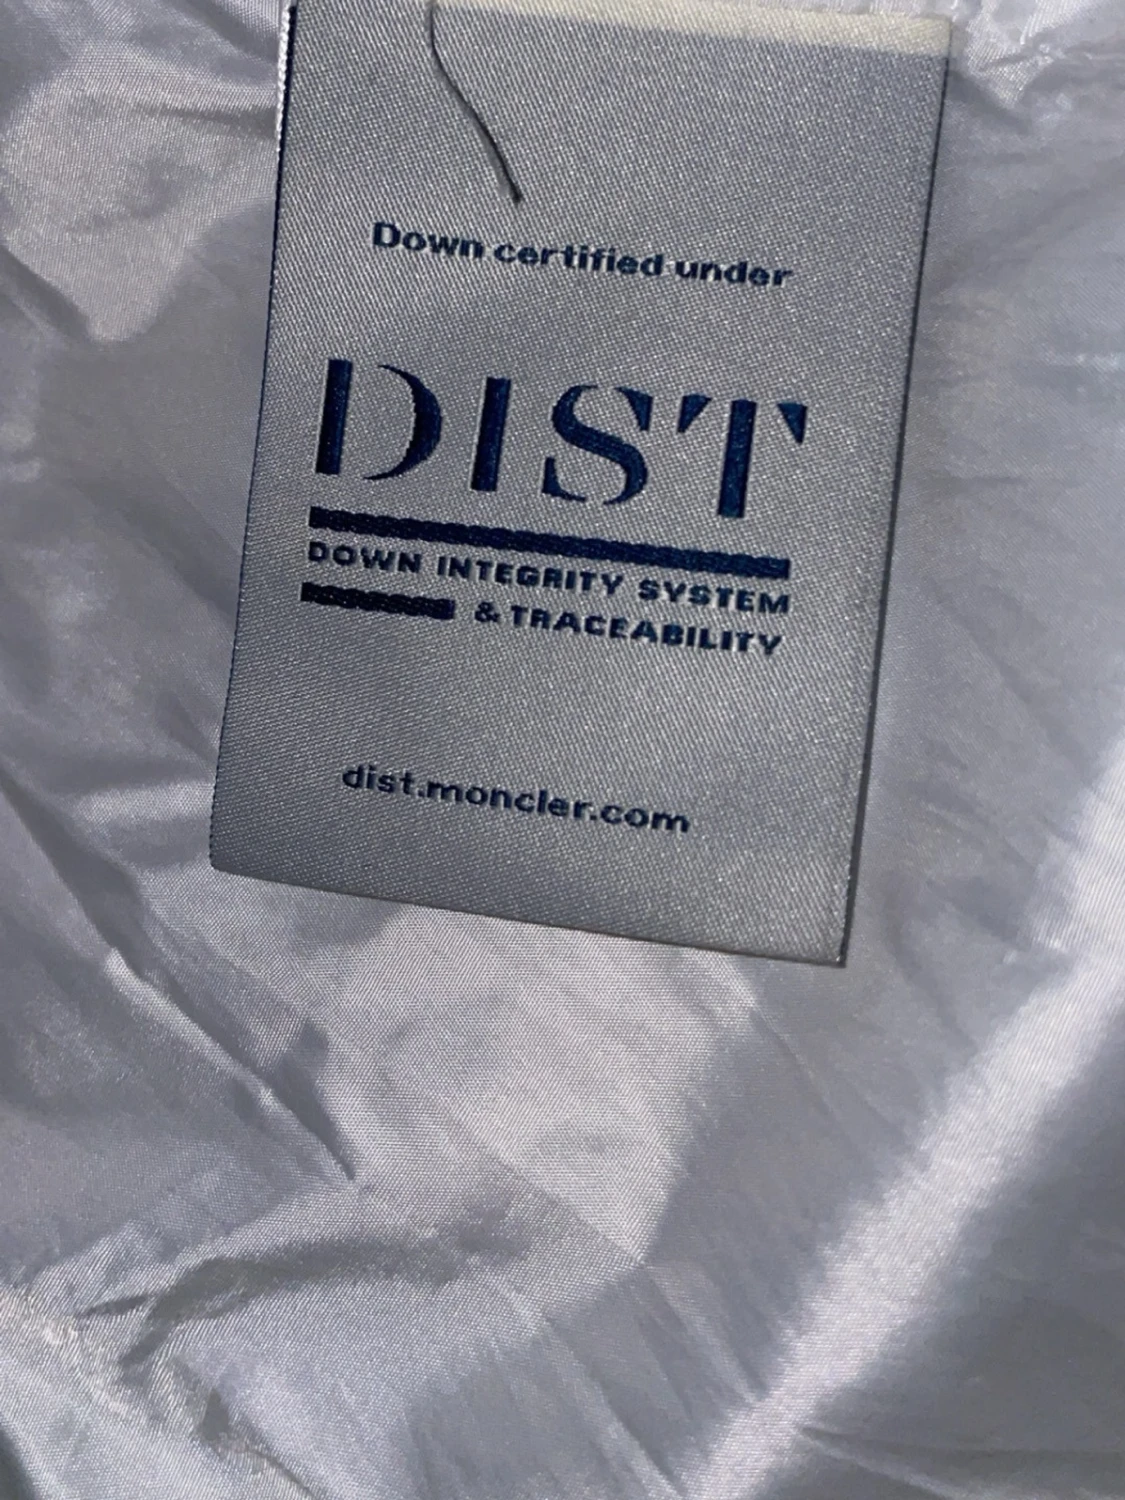 Down certified under
DIST
DOWN INTEGRITY SYSTEM
& TRACEABILITY
dist.moncler.com